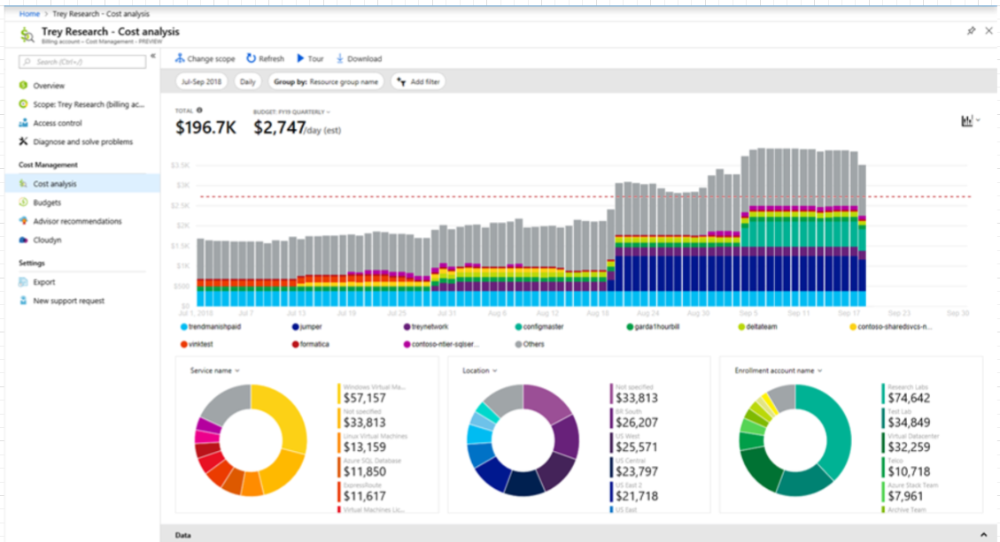 Home > Trey Research - Cost analysis
Trey Research - Cost analysis
Billing account - Cost Management - PREVIEW
Search (Ctrl+/)
Overview
Scope: Trey Research (billing ac...
Access control
Diagnose and solve problems
Cost Management
Cost analysis
Budgets
Advisor recommendations
Cloudyn
Settings
Export
New support request
Change scope Refresh Tour Download
Jul-Sep 2018 Daily Group by: Resource group name Add filter
TOTAL BUDGET: FY19 QUARTERLY
$196.7K $2,747/day (est)
$3.5K
$3K
$2.5K
$2K
$1.5K
$1K
$500
$0
Jul 1, 2018 Jul 7 Jul 13 Jul 19 Jul 25 Jul 31 Aug 6 Aug 12 Aug 18 Aug 24 Aug 30 Sep 5 Sep 11 Sep 17 Sep 23 Sep 30
trendmanishpaid jumper treynetwork configmaster garda1hourbill deltateam contoso-sharedsvcs-n...
vinktest formatica contoso-ntier-sqlser... Others
Service name
Windows Virtual Ma...
$57,157
Not specified
$33,813
Linux Virtual Machines
$13,159
Azure SQL Database
$11,850
ExpressRoute
$11,617
Virtual Machines Lic...
Location
Not specified
$33,813
BR South
$26,207
US West
$25,571
US Central
$23,797
US East 2
$21,718
US East
Enrollment account name
Research Labs
$74,642
Test Lab
$34,849
Virtual Datacenter
$32,259
Telco
$10,718
Azure Stack Team
$7,961
Archive Team
Data